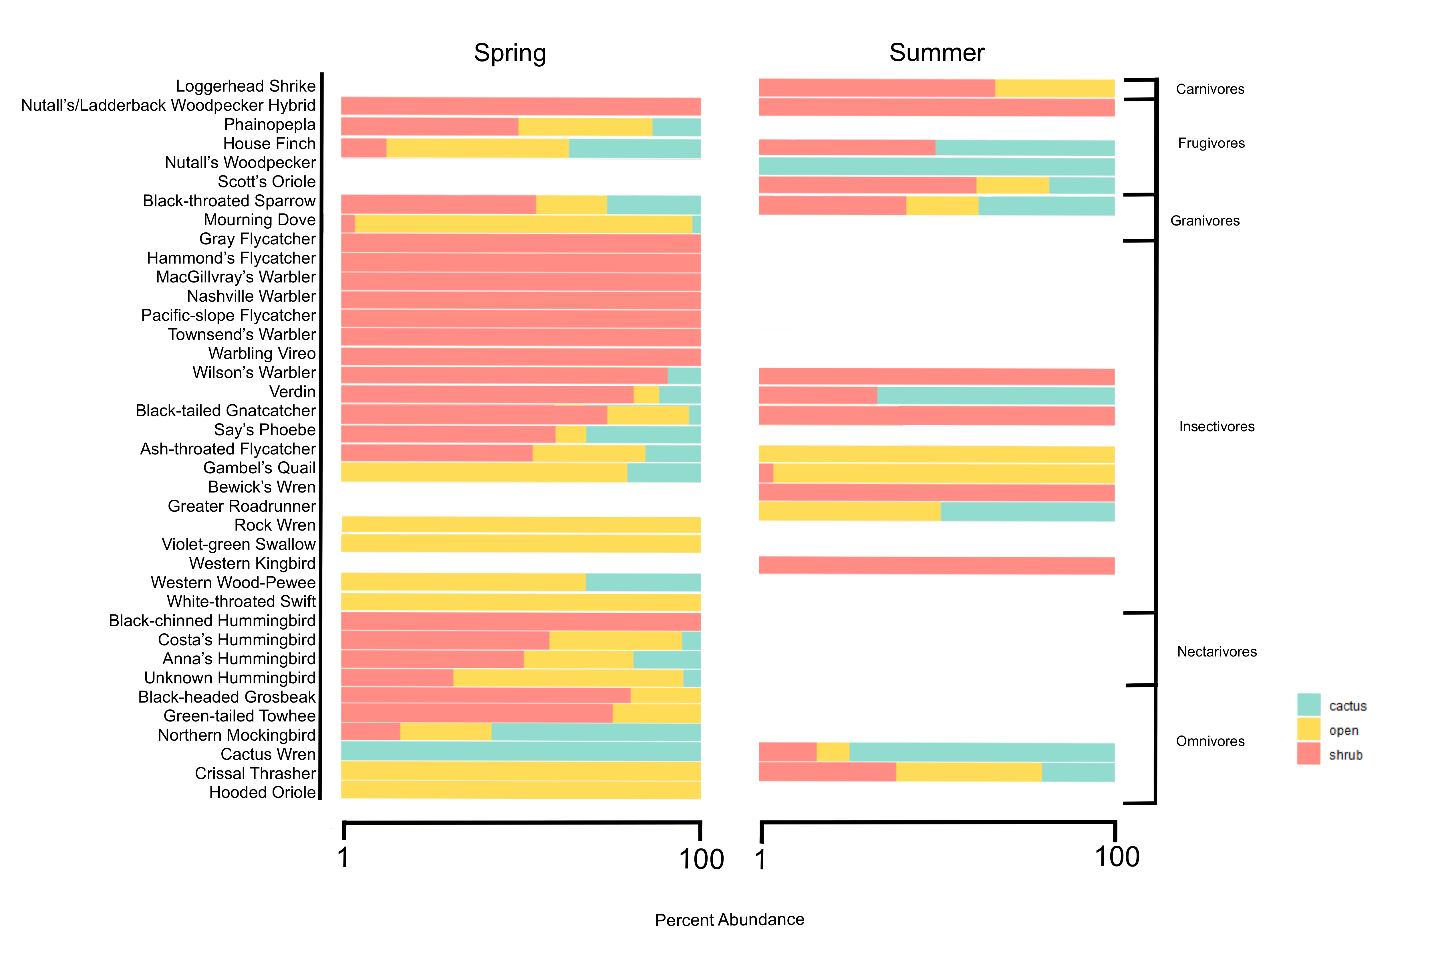 Spring
Summer
Loggerhead Shrike
Nutall's/Ladderback Woodpecker Hybrid
Phainopepla
House Finch
Nutall's Woodpecker
Scott's Oriole
Black-throated Sparrow
Mourning Dove
Gray Flycatcher
Hammond's Flycatcher
MacGillvray's Warbler
Nashville Warbler
Pacific-slope Flycatcher
Townsend's Warbler
Warbling Vireo
Wilson's Warbler
Verdin
Black-tailed Gnatcatcher
Say's Phoebe
Ash-throated Flycatcher
Gambel's Quail
Bewick's Wren
Greater Roadrunner
Rock Wren
Violet-green Swallow
Western Kingbird
Western Wood-Pewee
White-throated Swift
Black-chinned Hummingbird
Costa's Hummingbird
Anna's Hummingbird
Unknown Hummingbird
Black-headed Grosbeak
Green-tailed Towhee
Northern Mockingbird
Cactus Wren
Crissal Thrasher
Hooded Oriole
Carnivores
Frugivores
Granivores
Insectivores
Nectarivores
Omnivores
cactus
open
shrub
1
100
1
100
Percent Abundance